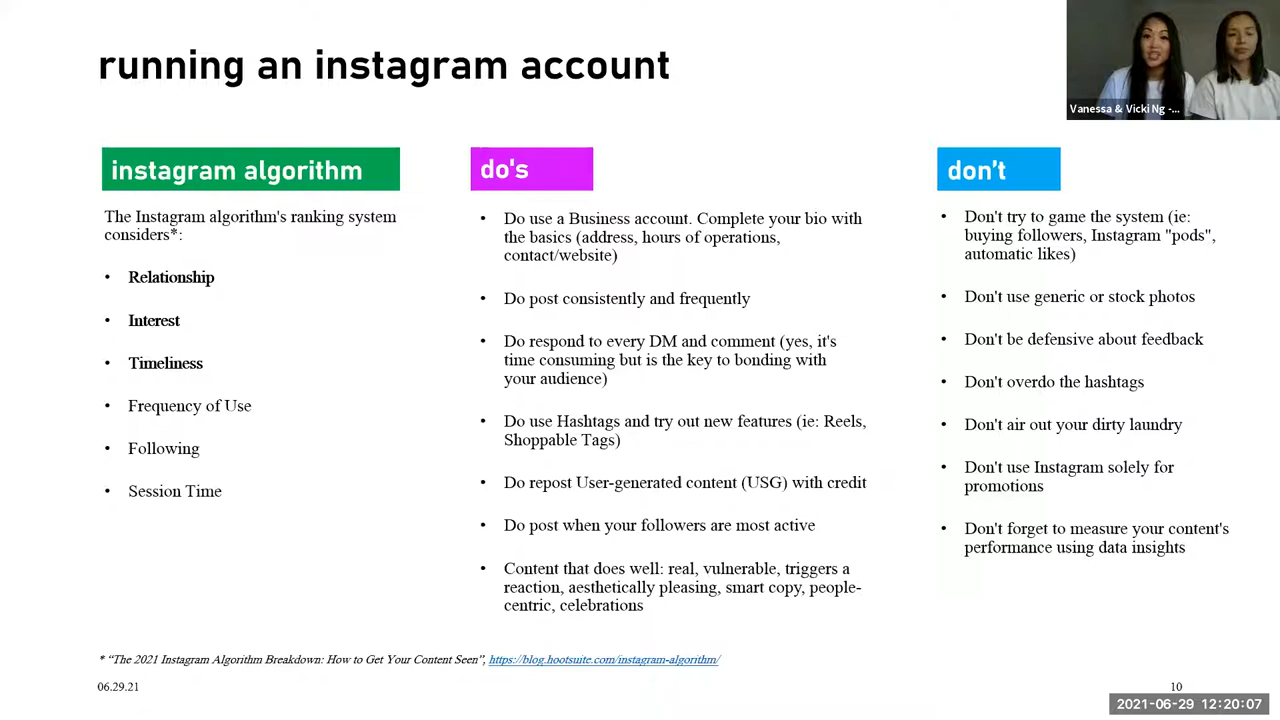 running an instagram account
Vanessa & Vicki Ng -...
instagram algorithm
The Instagram algorithm's ranking system
considers*:
• Relationship
• Interest
• Timeliness
• Frequency of Use
• Following
• Session Time
do's
• Do use a Business account. Complete your bio with
the basics (address, hours of operations,
contact/website)
• Do post consistently and frequently
• Do respond to every DM and comment (yes, it's
time consuming but is the key to bonding with
your audience)
• Do use Hashtags and try out new features (ie: Reels,
Shoppable Tags)
• Do repost User-generated content (USG) with credit
• Do post when your followers are most active
• Content that does well: real, vulnerable, triggers a
reaction, aesthetically pleasing, smart copy, people-
centric, celebrations
don't
• Don't try to game the system (ie:
buying followers, Instagram "pods",
automatic likes)
• Don't use generic or stock photos
• Don't be defensive about feedback
• Don't overdo the hashtags
• Don't air out your dirty laundry
• Don't use Instagram solely for
promotions
• Don't forget to measure your content's
performance using data insights
* “The 2021 Instagram Algorithm Breakdown: How to Get Your Content Seen”, https://blog.hootsuite.com/instagram-algorithm/
06.29.21
10
2021-06-29 12:20:07